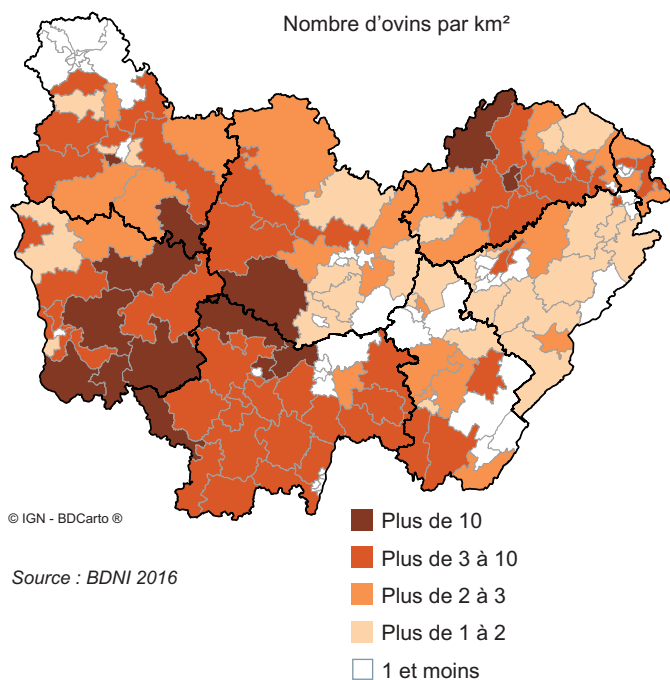 Nombre d’ovins par km²
© IGN - BDCarto ®
Source : BDNI 2016
Plus de 10
Plus de 3 à 10
Plus de 2 à 3
Plus de 1 à 2
1 et moins